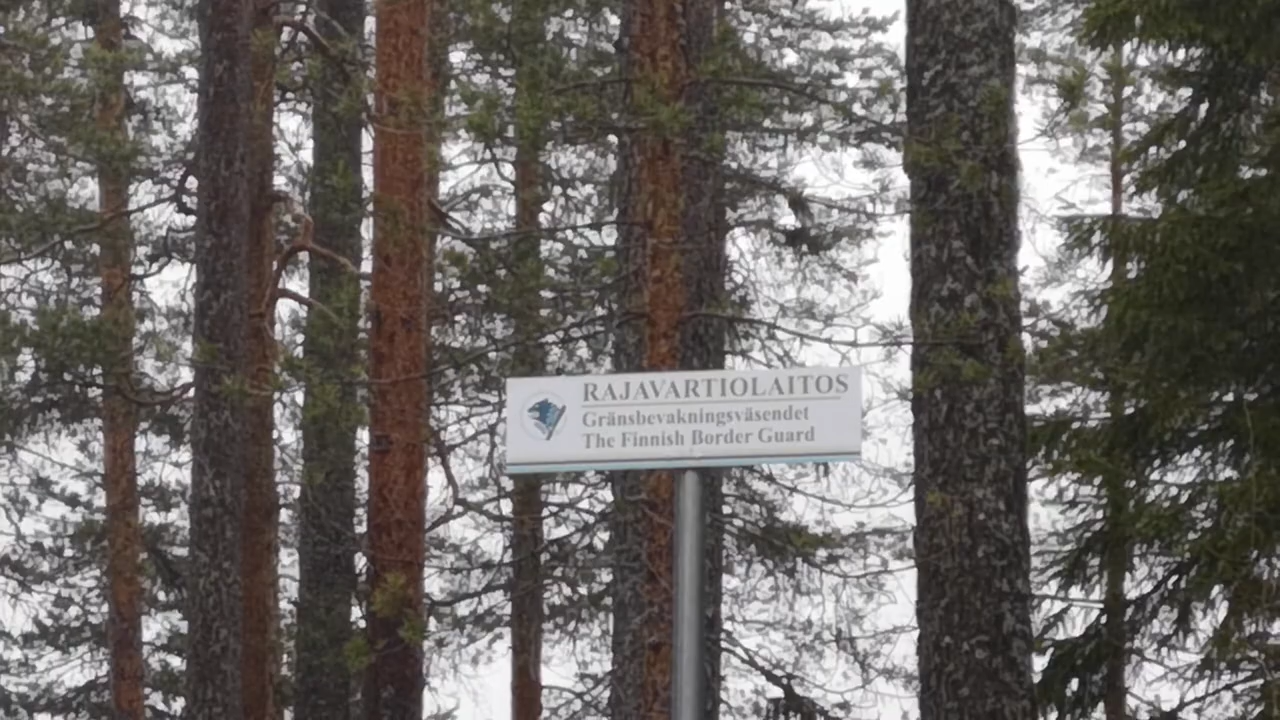 RAJAVARTIOLAITOS
Gränsbevakningsväsendet
The Finnish Border Guard